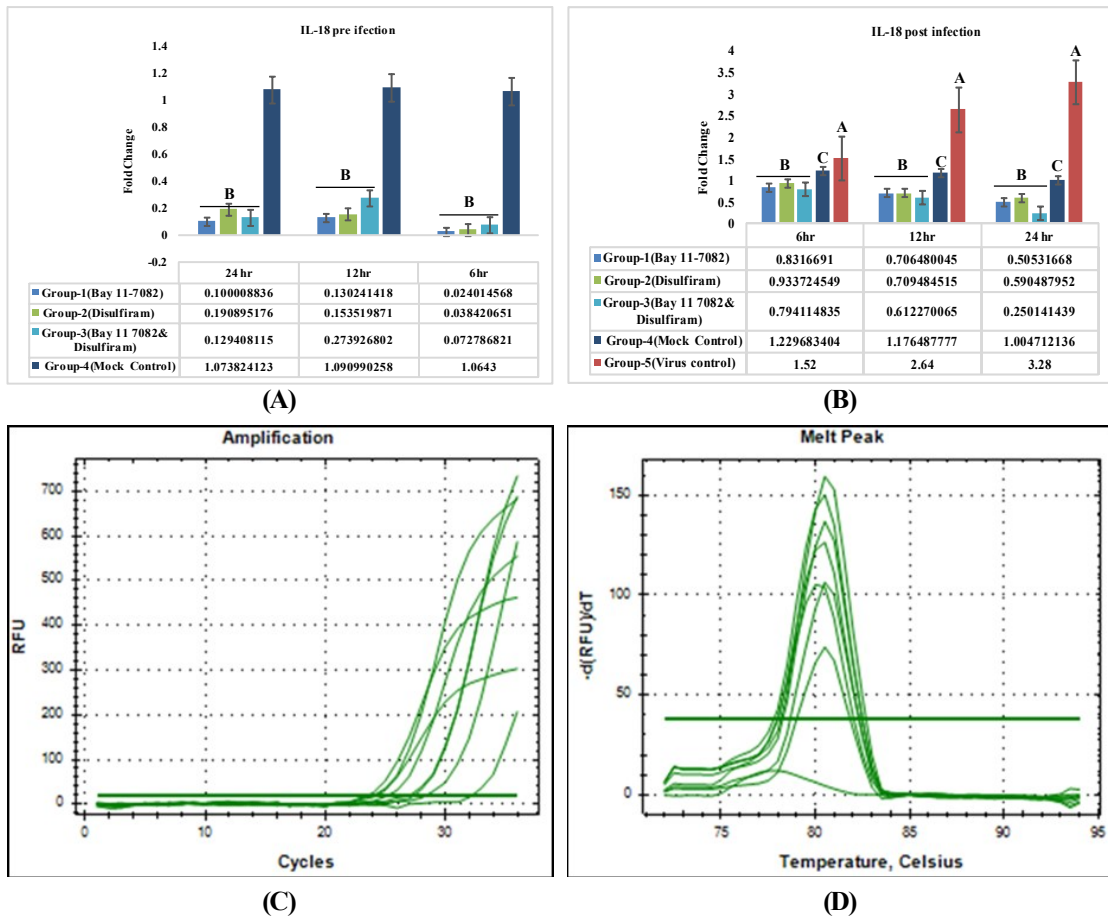 IL-18 pre ifection
1.4
1.2
1
0.8
0.6
0.4
0.2
0
-0.2
Fold Change
B
B
B
24 hr 12 hr 6hr
Group-1(Bay 11-7082) 0.100008836 0.130241418 0.024014568
Group-2(Disulfiram) 0.190895176 0.153519871 0.038420651
Group-3(Bay 11 7082&
Disulfiram) 0.129408115 0.273926802 0.072786821
Group-4(Mock Control) 1.073824123 1.090990258 1.0643
(A)
IL-18 post infection
4
3.5
3
2.5
2
1.5
1
0.5
0
Fold Change
B C A
B C A
B C A
6hr 12hr 24 hr
Group-1(Bay 11-7082) 0.8316691 0.706480045 0.50531668
Group-2(Disulfiram) 0.933724549 0.709484515 0.590487952
Group-3(Bay 11 7082&
Disulfiram) 0.794114835 0.612270065 0.250141439
Group-4(Mock Control) 1.229683404 1.176487777 1.004712136
Group-5(Virus control) 1.52 2.64 3.28
(B)
Amplification
700
600
500
400
300
200
100
0
RFU
0 10 20 30
Cycles
(C)
Melt Peak
150
100
50
0
-d(RFU)/dT
75 80 85 90 95
Temperature, Celsius
(D)